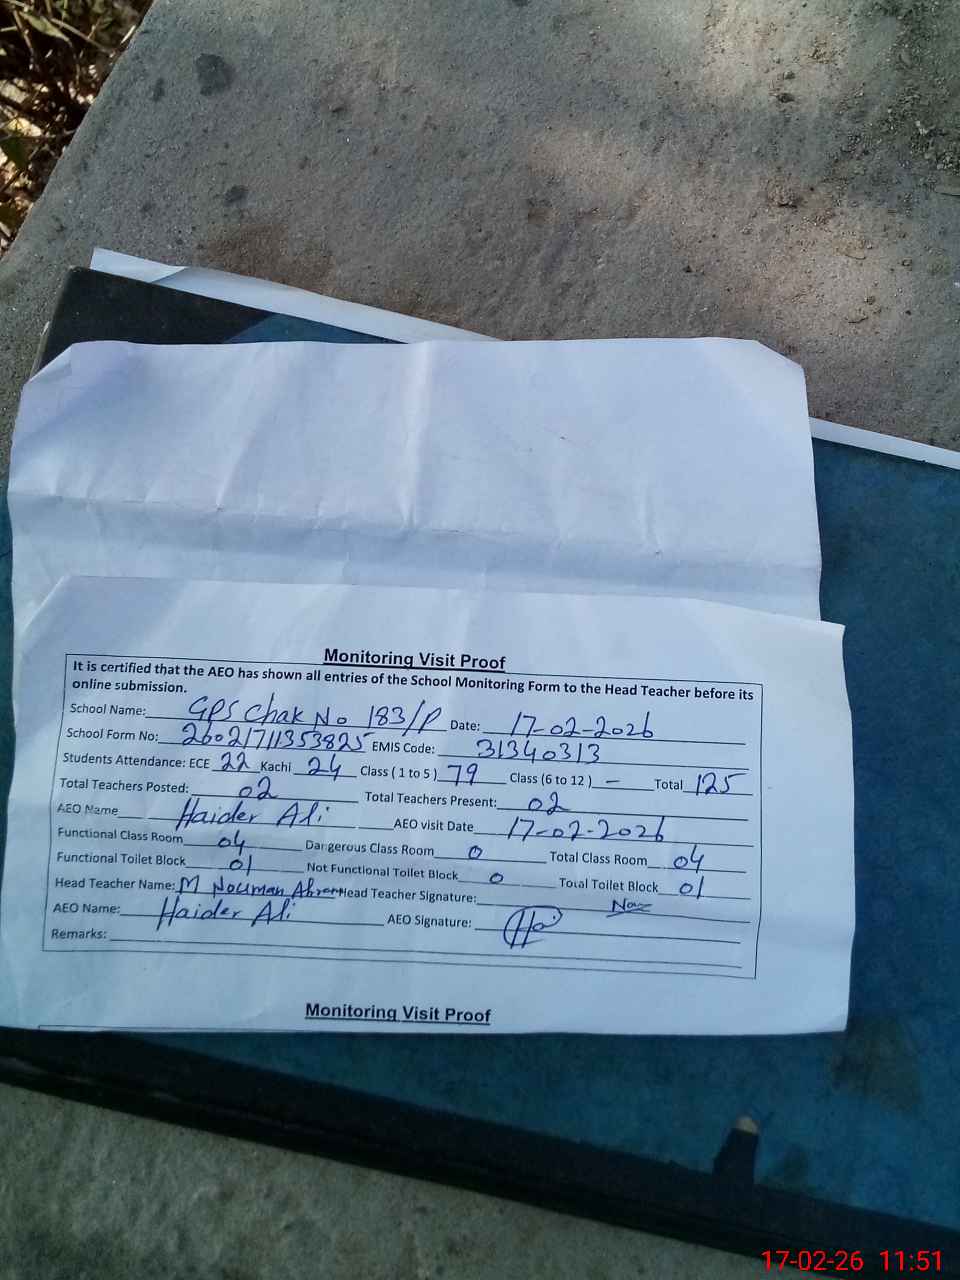 Monitoring Visit Proof
It is certified that the AEO has shown all entries of the School Monitoring Form to the Head Teacher before its
online submission.
School Name: GPS Chak No 183/P Date: 17-02-2026
School Form No: 26021711353825 EMIS Code: 31340313
Students Attendance: ECE 22 Kachi 24 Class ( 1 to 5 ) 79 Class (6 to 12 ) - Total 125
Total Teachers Posted: 02 Total Teachers Present: 02
AEO Name Haider Ali AEO visit Date 17-02-2026
Functional Class Room 04 Dangerous Class Room 0 Total Class Room 04
Functional Toilet Block 01 Not Functional Toilet Block 0 Total Toilet Block 01
Head Teacher Name: M Nouman Head Teacher Signature:
AEO Name: Haider Ali AEO Signature:
Remarks:
Monitoring Visit Proof
17-02-26 11:51